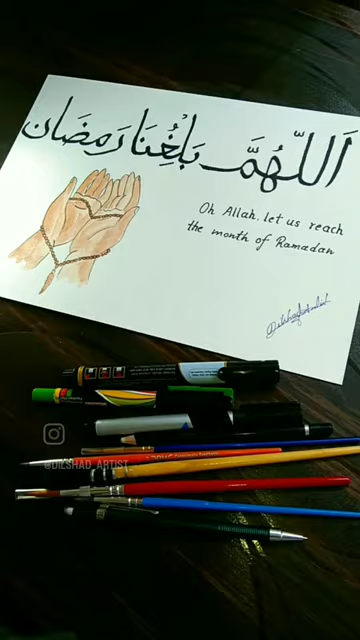 اَللّٰهُمَّ بَلِّغْنَا رَمَضَان
Oh Allah, let us reach
the month of Ramadan
@DILSHAD_ARTIST